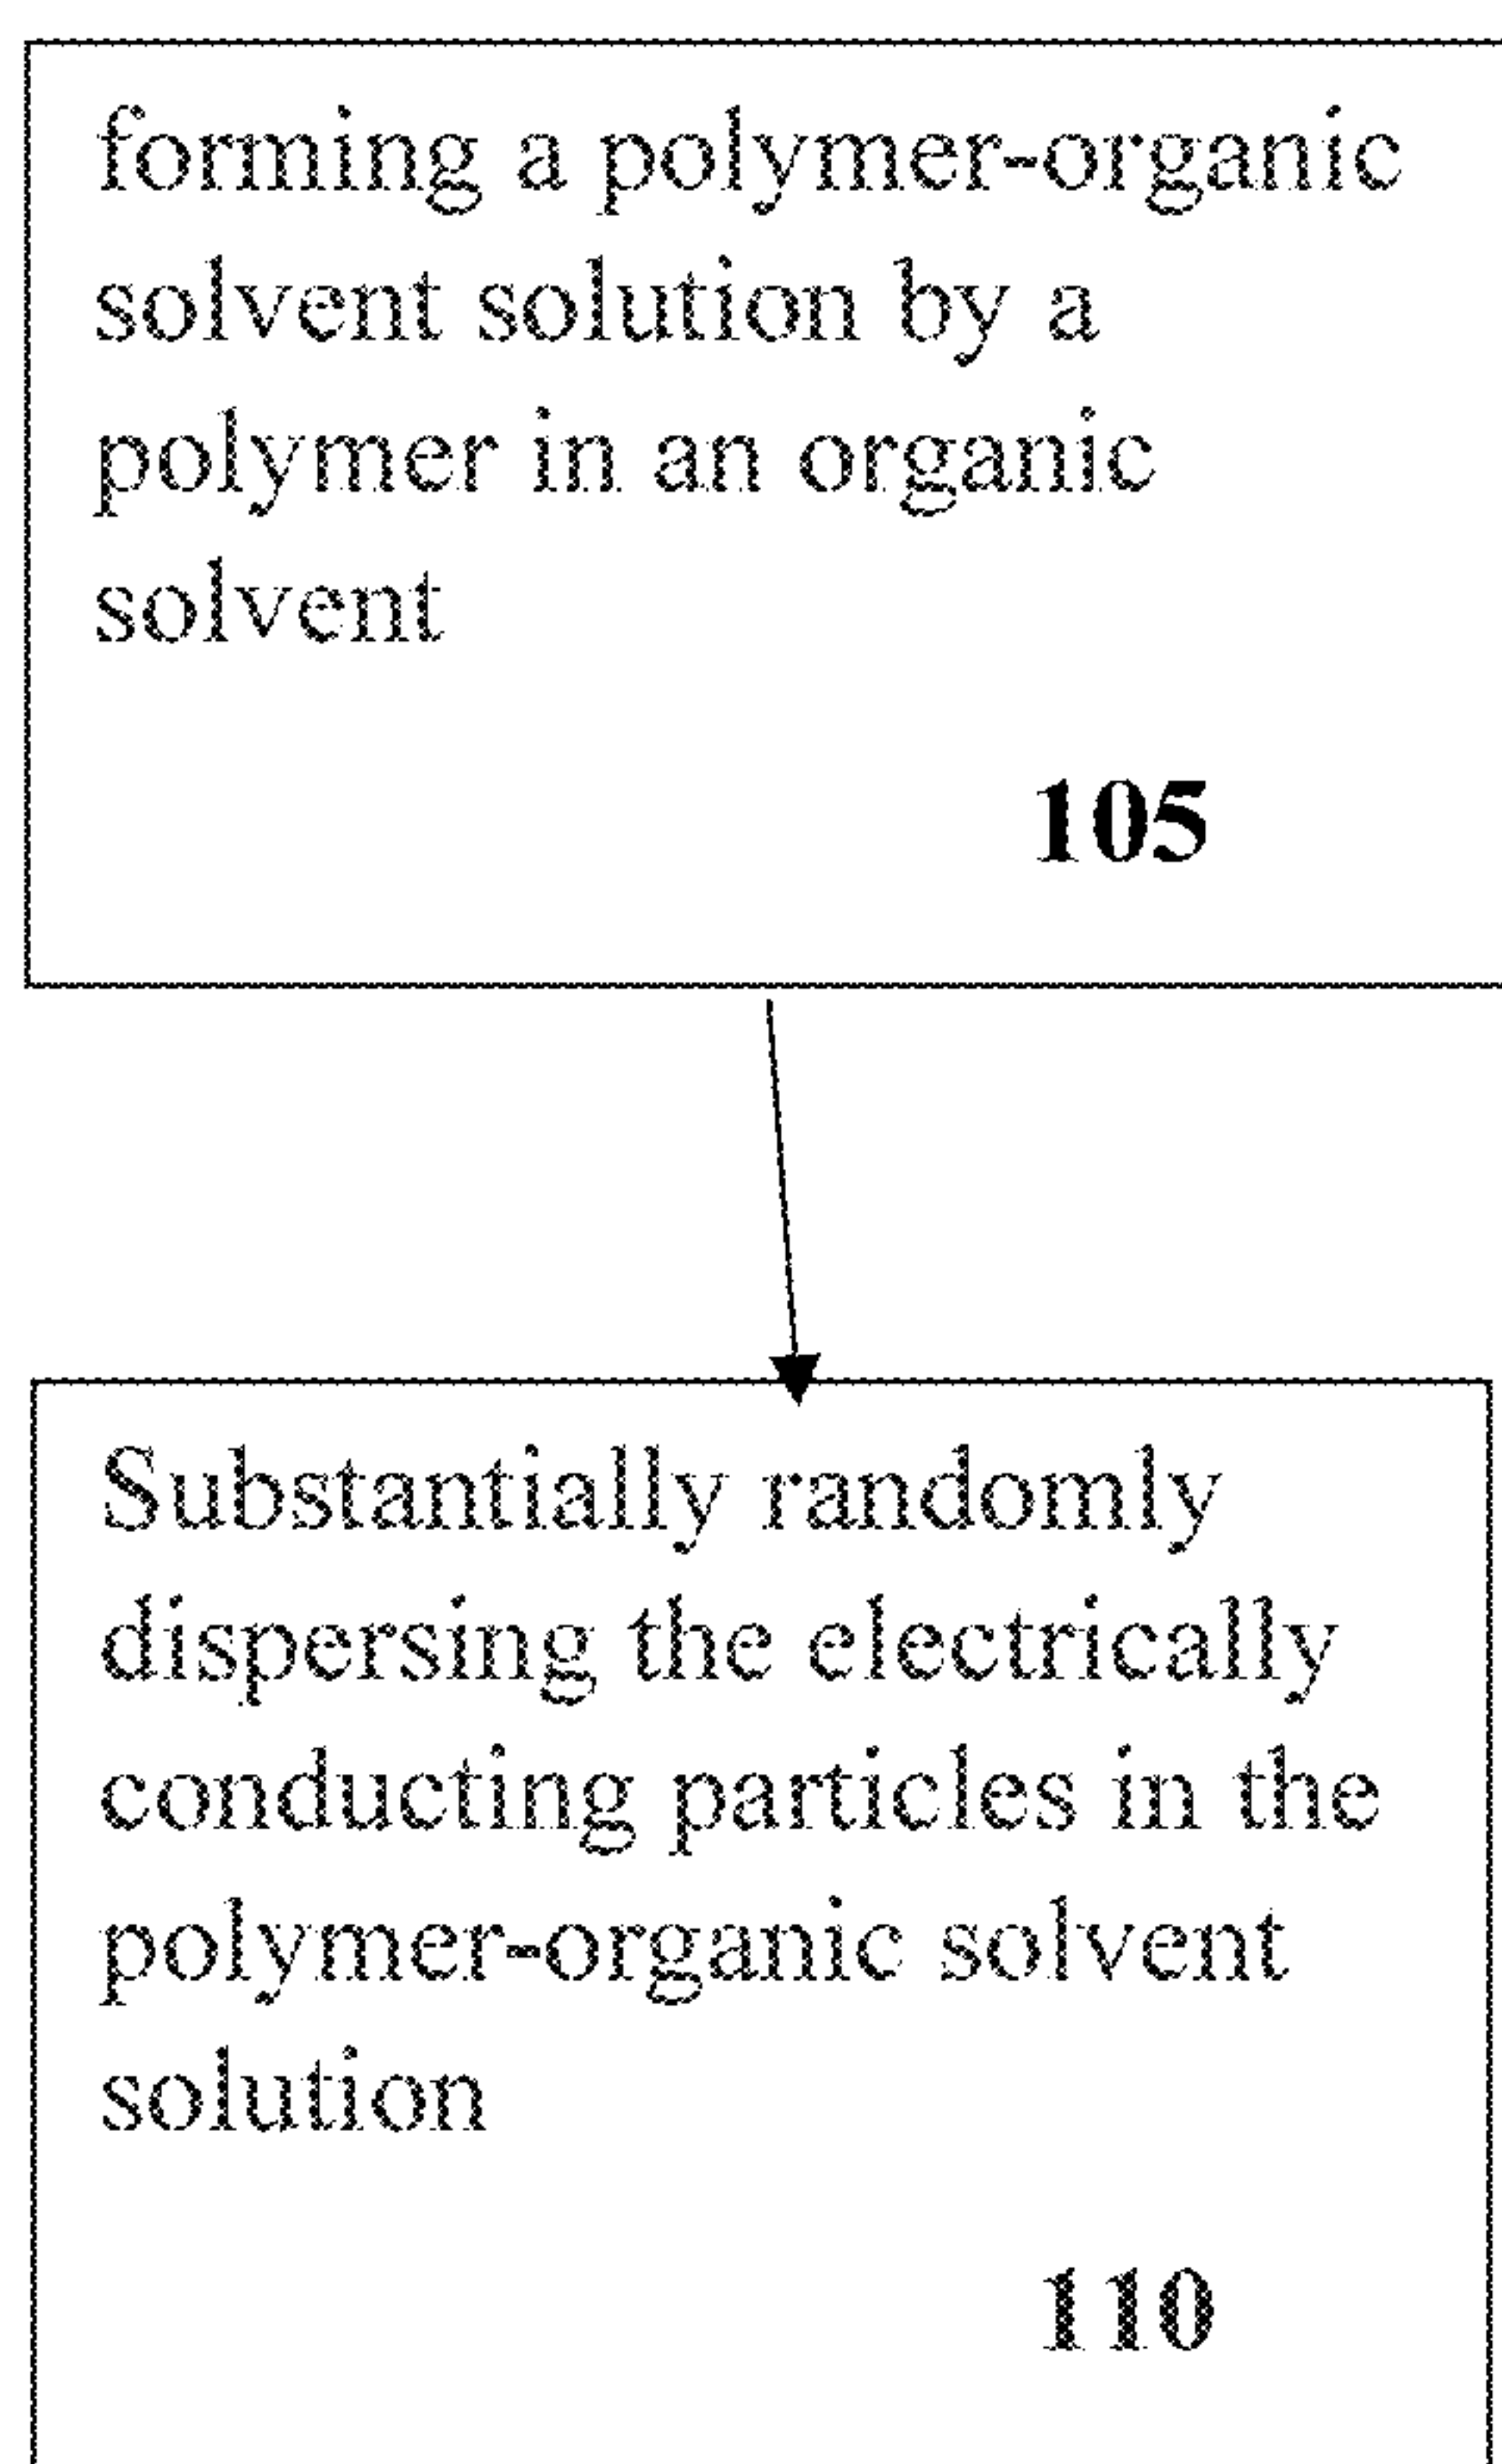 forming a polymer-organic
solvent solution by a
polymer in an organic
solvent
105
Substantially randomly
dispersing the electrically
conducting particles in the
polymer-organic solvent
solution
110